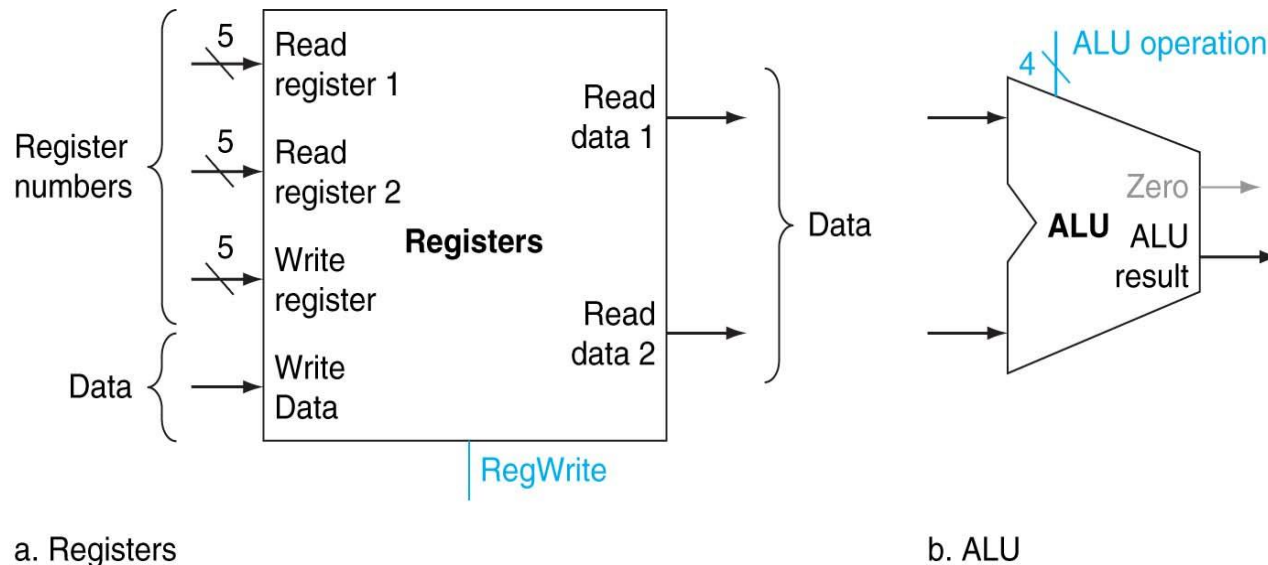 5
Read
register 1
5
Read
register 2
5
Write
register
Write
Data
Register
numbers
Data
Registers
Read
data 1
Read
data 2
Data
RegWrite
a. Registers
4
ALU operation
Zero
ALU
ALU
result
b. ALU